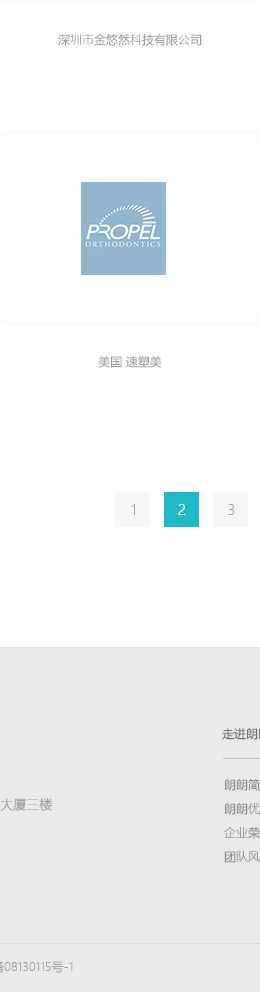 深圳市金悠然科技有限公司
PROPEL
ORTHODONTICS
美国 速塑美
1 2 3
走进朗
朗朗简
大厦三楼
朗朗优
企业荣
团队风
08130115号-1